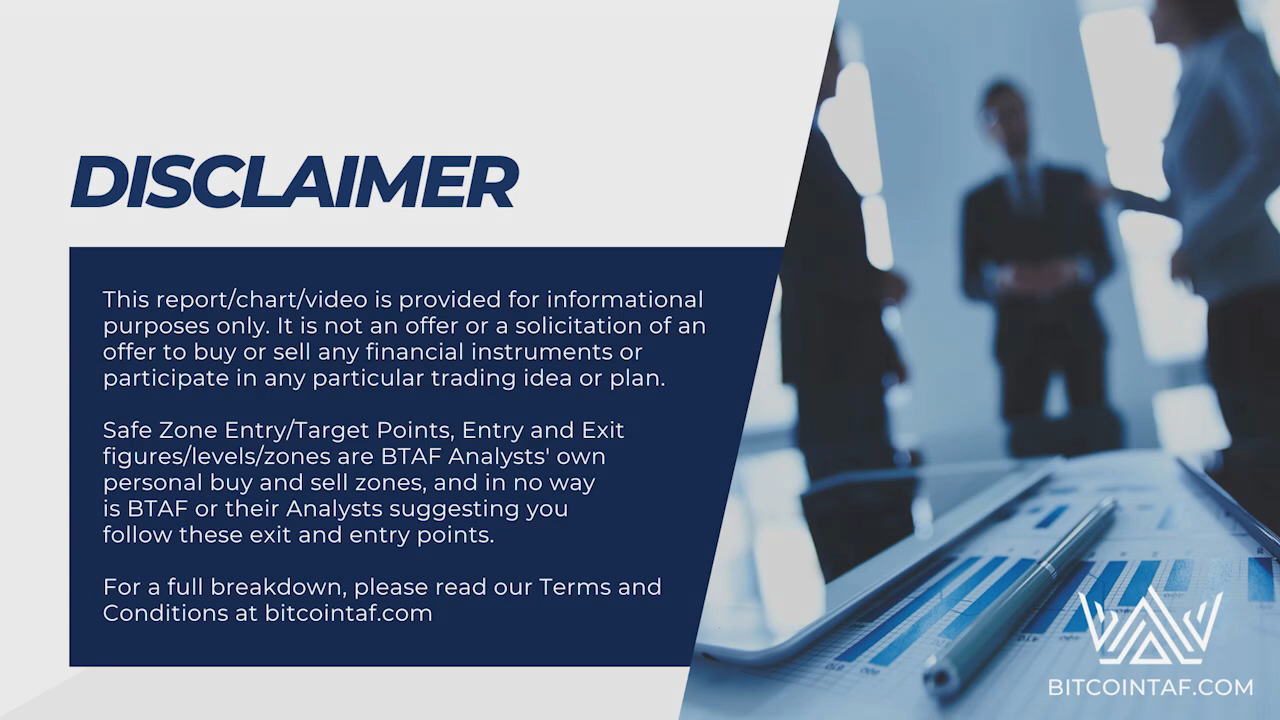 DISCLAIMER
This report/chart/video is provided for informational
purposes only. It is not an offer or a solicitation of an
offer to buy or sell any financial instruments or
participate in any particular trading idea or plan.
Safe Zone Entry/Target Points, Entry and Exit
figures/levels/zones are BTAF Analysts' own
personal buy and sell zones, and in no way
is BTAF or their Analysts suggesting you
follow these exit and entry points.
For a full breakdown, please read our Terms and
Conditions at bitcointaf.com
BITCOINTAF.COM